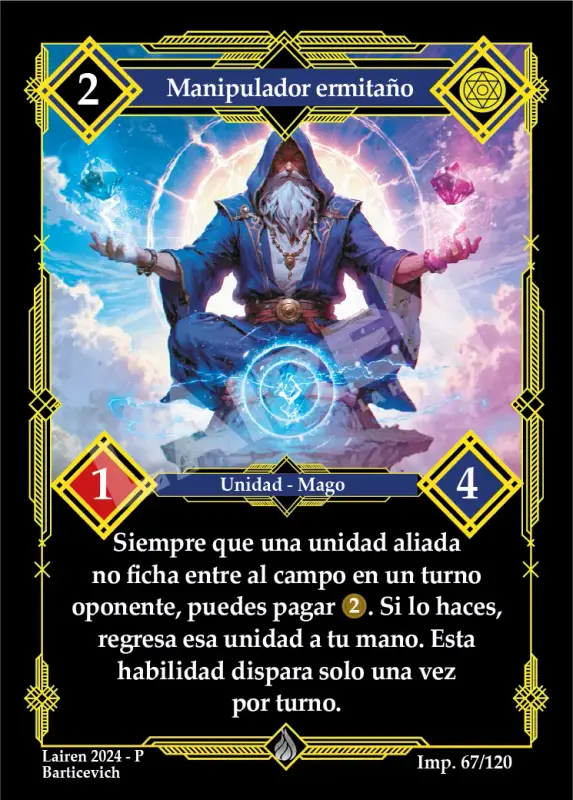 2
Manipulador ermitaño
1
Unidad - Mago
4
Siempre que una unidad aliada
no ficha entre al campo en un turno
oponente, puedes pagar 2. Si lo haces,
regresa esa unidad a tu mano. Esta
habilidad dispara solo una vez
por turno.
Lairen 2024 - P
Barticevich
Imp. 67/120